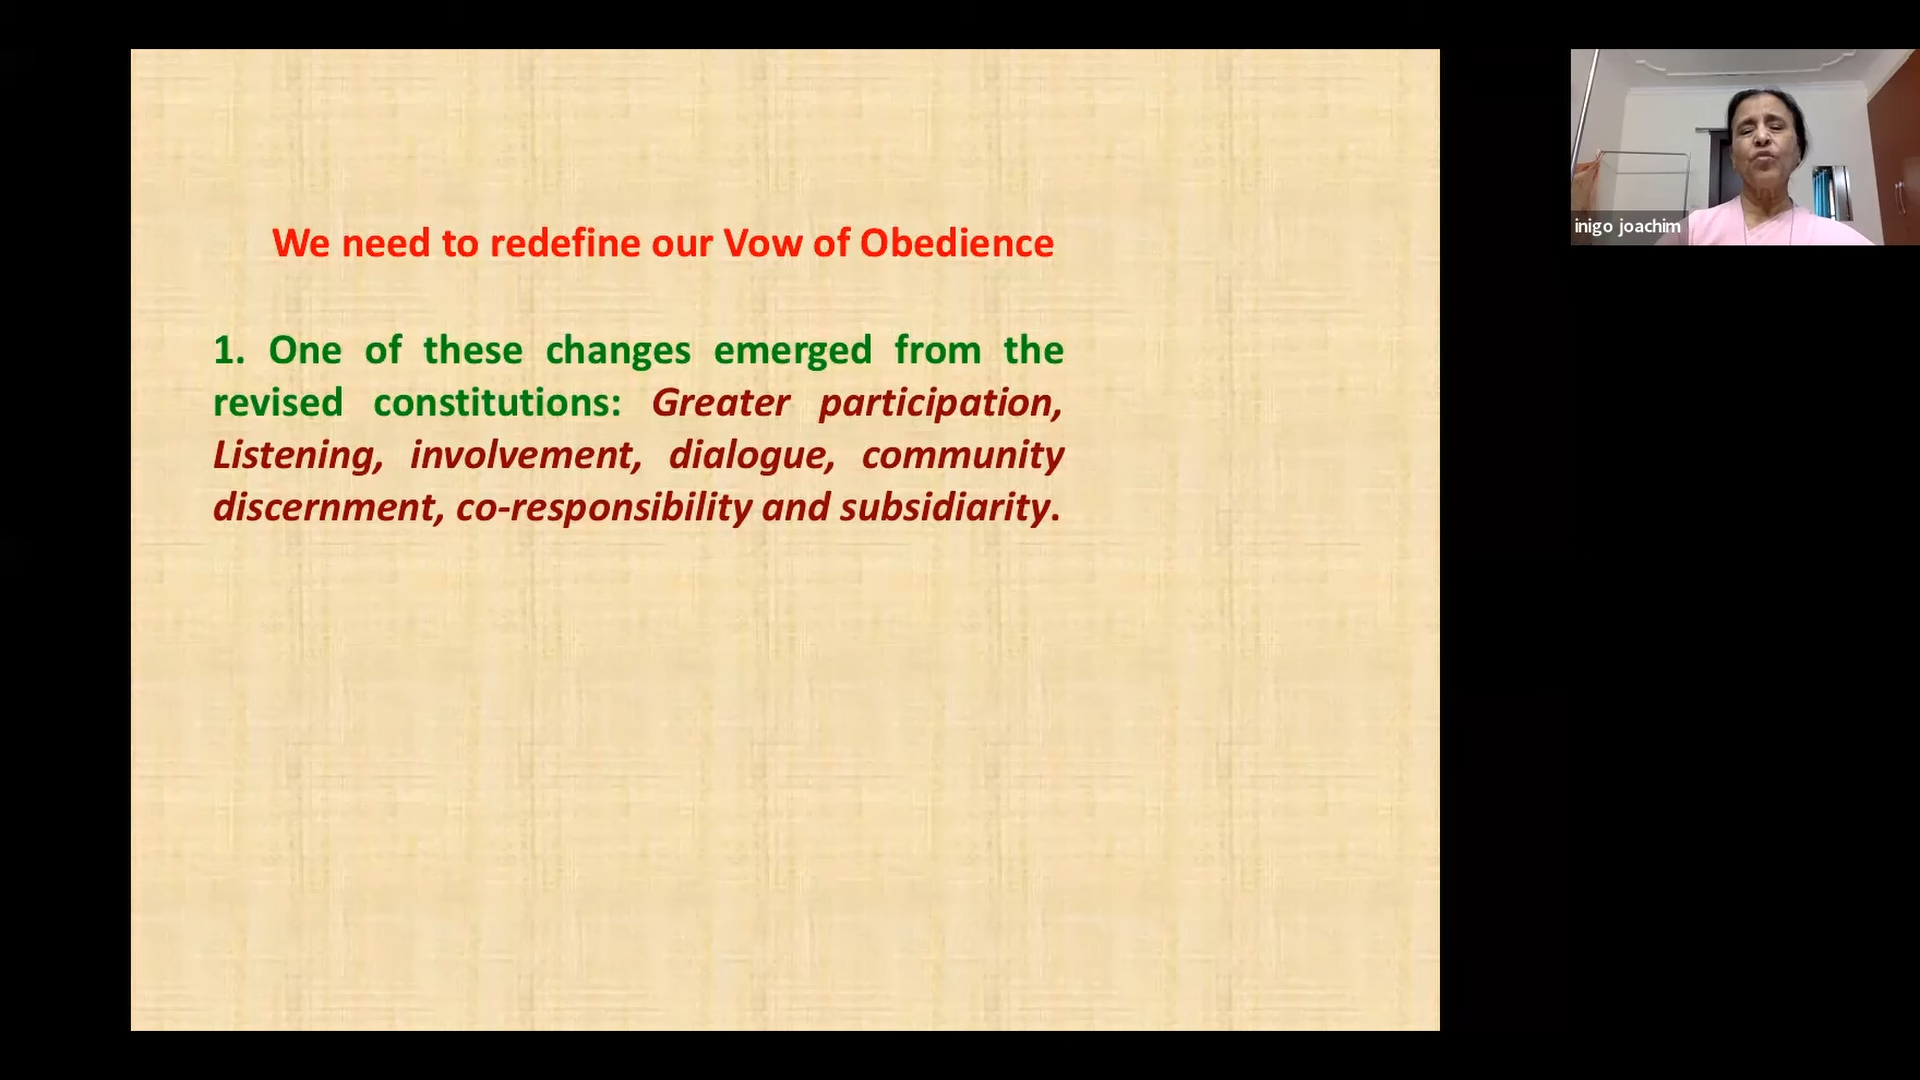 We need to redefine our Vow of Obedience
1. One of these changes emerged from the
revised constitutions: Greater participation,
Listening, involvement, dialogue, community
discernment, co-responsibility and subsidiarity.
inigo joachim